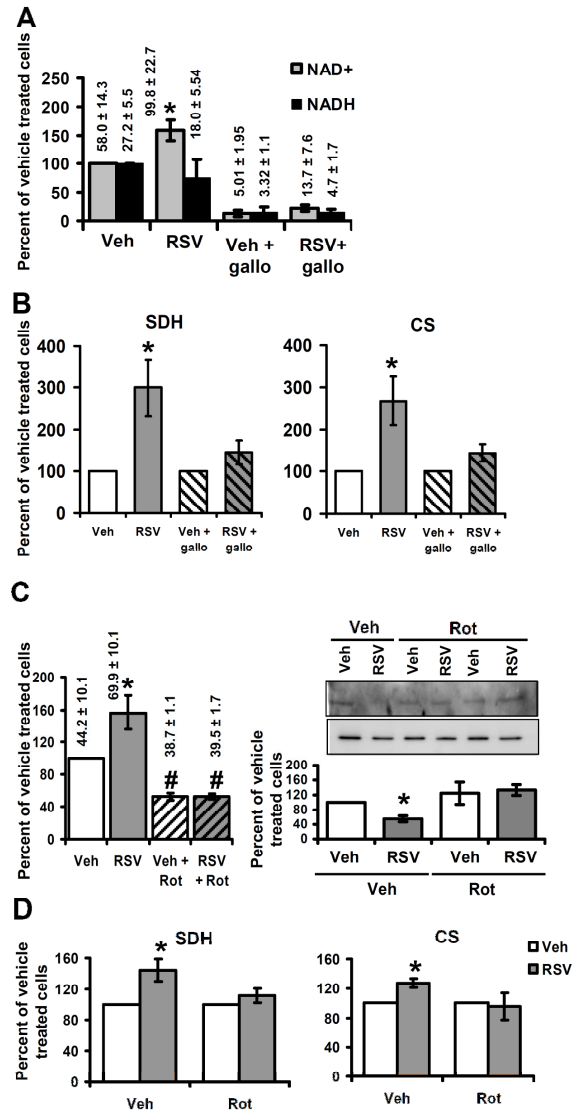 A
Percent of vehicle treated cells
250
200
150
100
50
0
58.0 ± 14.3
27.2 ± 5.5
99.8 ± 22.7
*
18.0 ± 5.54
5.01 ± 1.95
3.32 ± 1.1
13.7 ± 7.6
4.7 ± 1.7
NAD+
NADH
Veh
RSV
Veh +
gallo
RSV+
gallo
B
SDH
Percent of vehicle treated cells
400
300
200
100
0
*
Veh
RSV
Veh +
gallo
RSV +
gallo
CS
400
300
200
100
0
*
Veh
RSV
Veh +
gallo
RSV +
gallo
C
Percent of vehicle treated cells
200
160
120
80
40
0
44.2 ± 10.1
69.9 ± 10.1
*
38.7 ± 1.1
#
39.5 ± 1.7
#
Veh
RSV
Veh +
Rot
RSV
+ Rot
Veh Rot
Veh RSV Veh RSV Veh RSV
Percent of vehicle
treated cells
200
160
120
80
40
0
*
Veh RSV Veh RSV
Veh Rot
D
SDH
Percent of vehicle
treated cells
160
120
80
40
0
*
Veh Rot
CS
160
120
80
40
0
*
Veh Rot
Veh
RSV